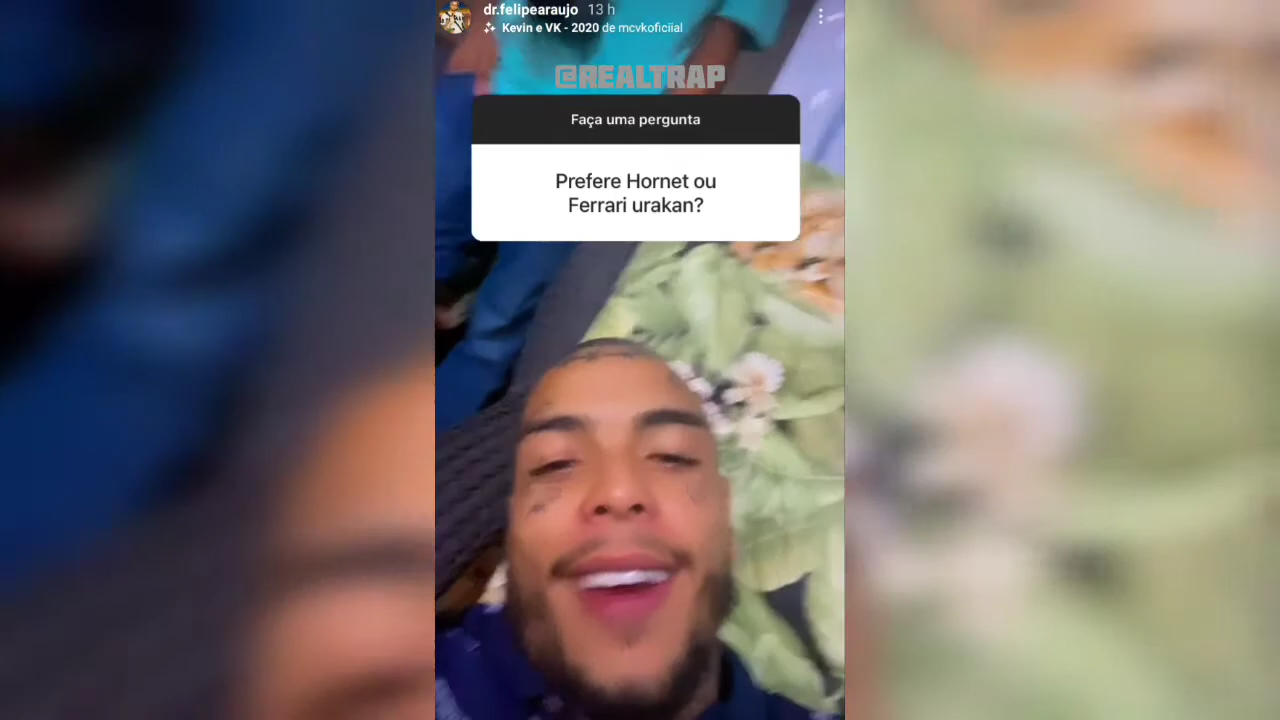 dr.felipearaujo 13 h
Kevin e VK - 2020 de mcvkoficiial
@REALTRAP
Faça uma pergunta
Prefere Hornet ou
Ferrari urakan?